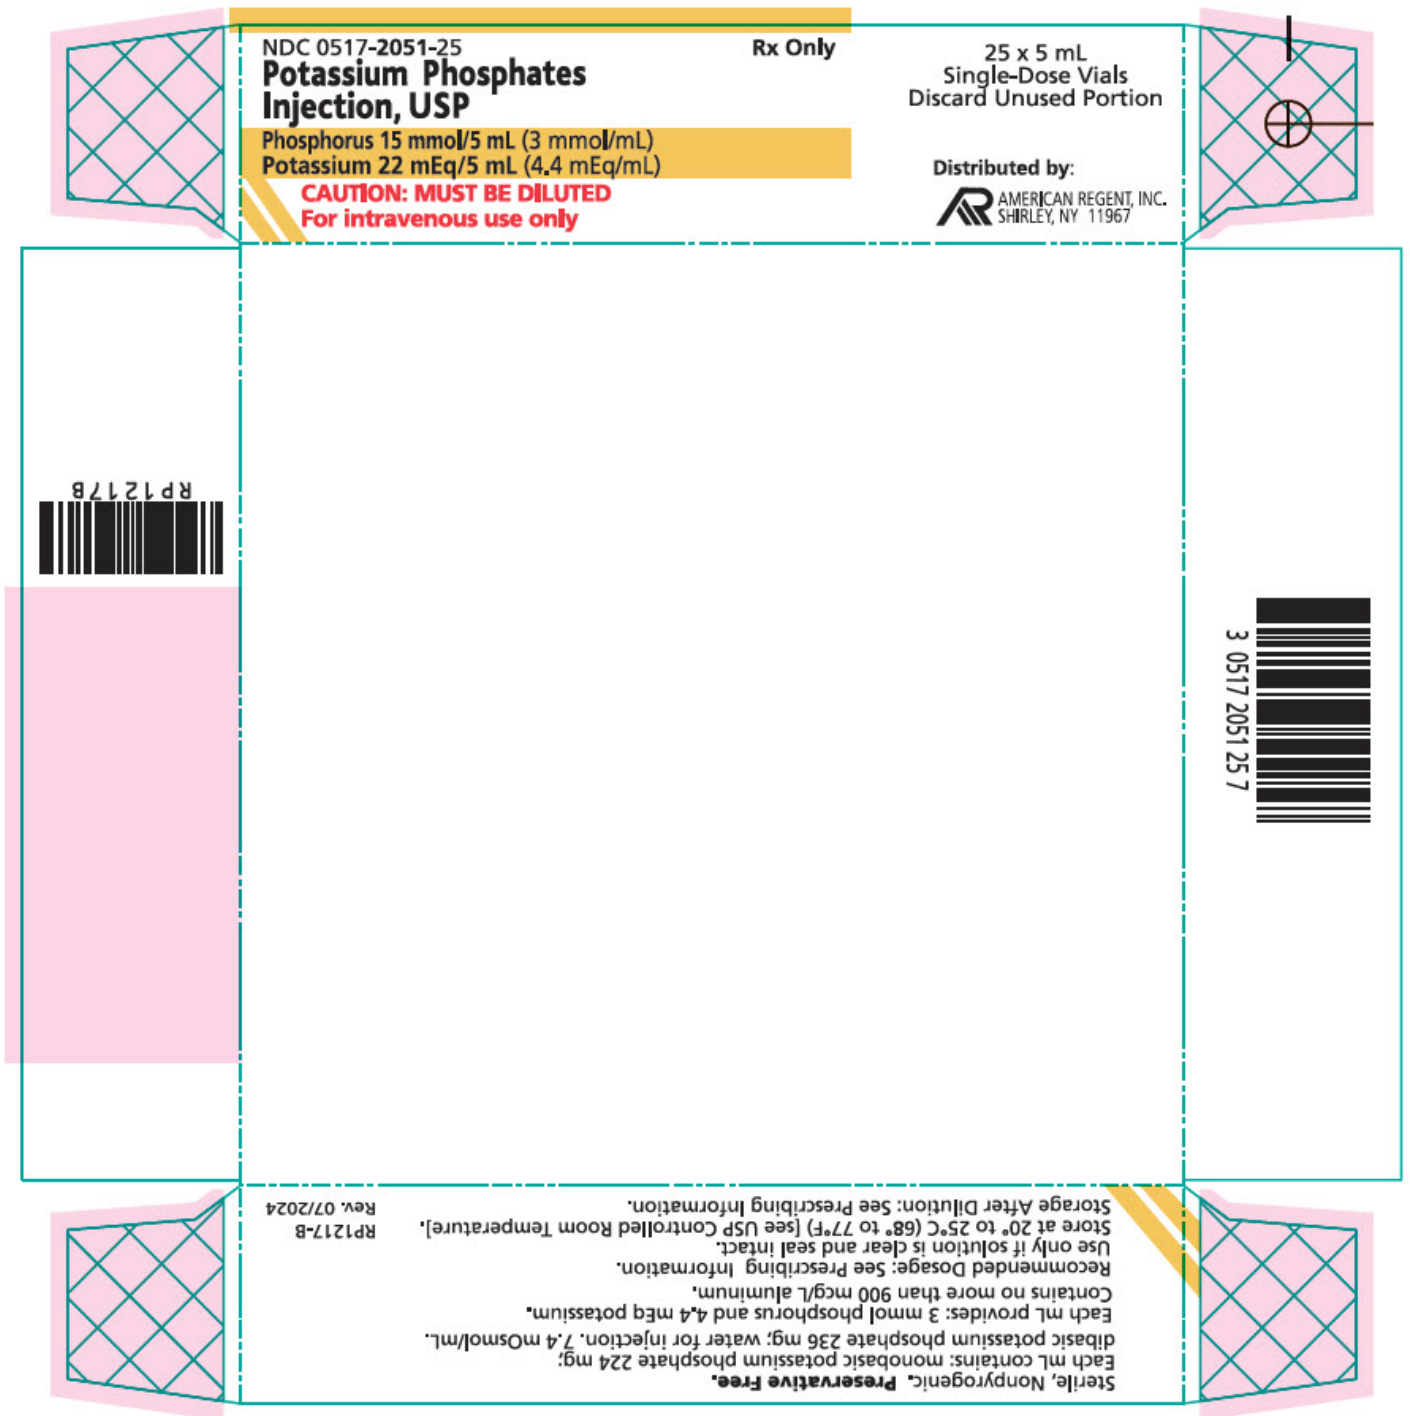 NDC 0517-2051-25
Rx Only
Potassium Phosphates
Injection, USP
Phosphorus 15 mmol/5 mL (3 mmol/mL)
Potassium 22 mEq/5 mL (4.4 mEq/mL)
CAUTION: MUST BE DILUTED
For intravenous use only
25 x 5 mL
Single-Dose Vials
Discard Unused Portion
Distributed by:
AR AMERICAN REGENT, INC.
SHIRLEY, NY 11967
RP1217B
3 0517 2051 25 7
Sterile, Nonpyrogenic. Preservative Free.
Each mL contains: monobasic potassium phosphate 224 mg;
dibasic potassium phosphate 236 mg; water for injection. 7.4 mOsmol/mL.
Each mL provides: 3 mmol phosphorus and 4.4 mEq potassium.
Contains no more than 900 mcg/L aluminum.
Recommended Dosage: See Prescribing Information.
Use only if solution is clear and seal intact.
Store at 20° to 25°C (68° to 77°F) [see USP Controlled Room Temperature].
Storage After Dilution: See Prescribing Information.
RP1217-B
Rev. 07/2024